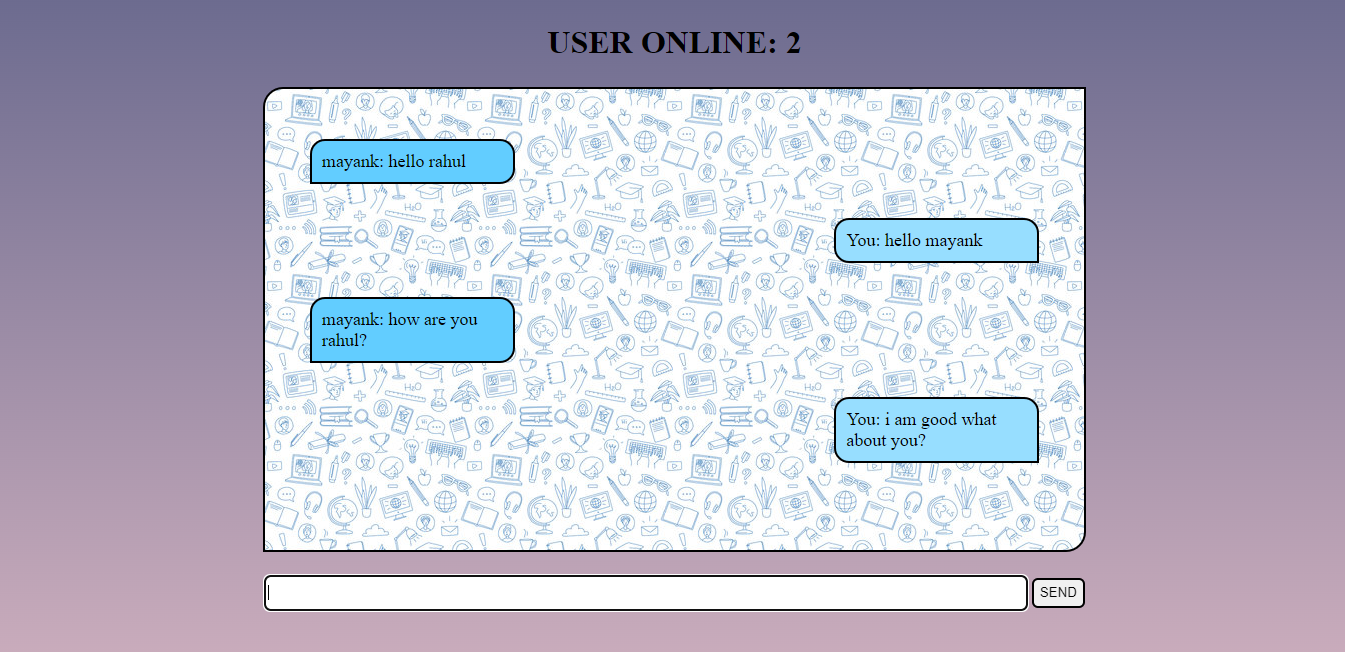 USER ONLINE: 2
mayank: hello rahul
You: hello mayank
mayank: how are you
rahul?
You: i am good what
about you?
SEND